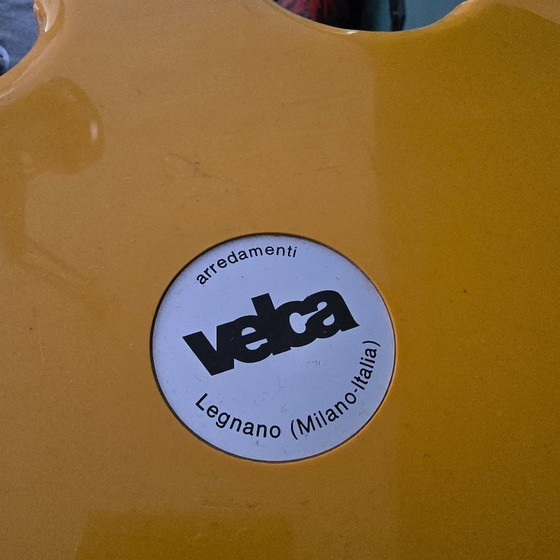 arredamenti
velca
Legnano (Milano-Italia)